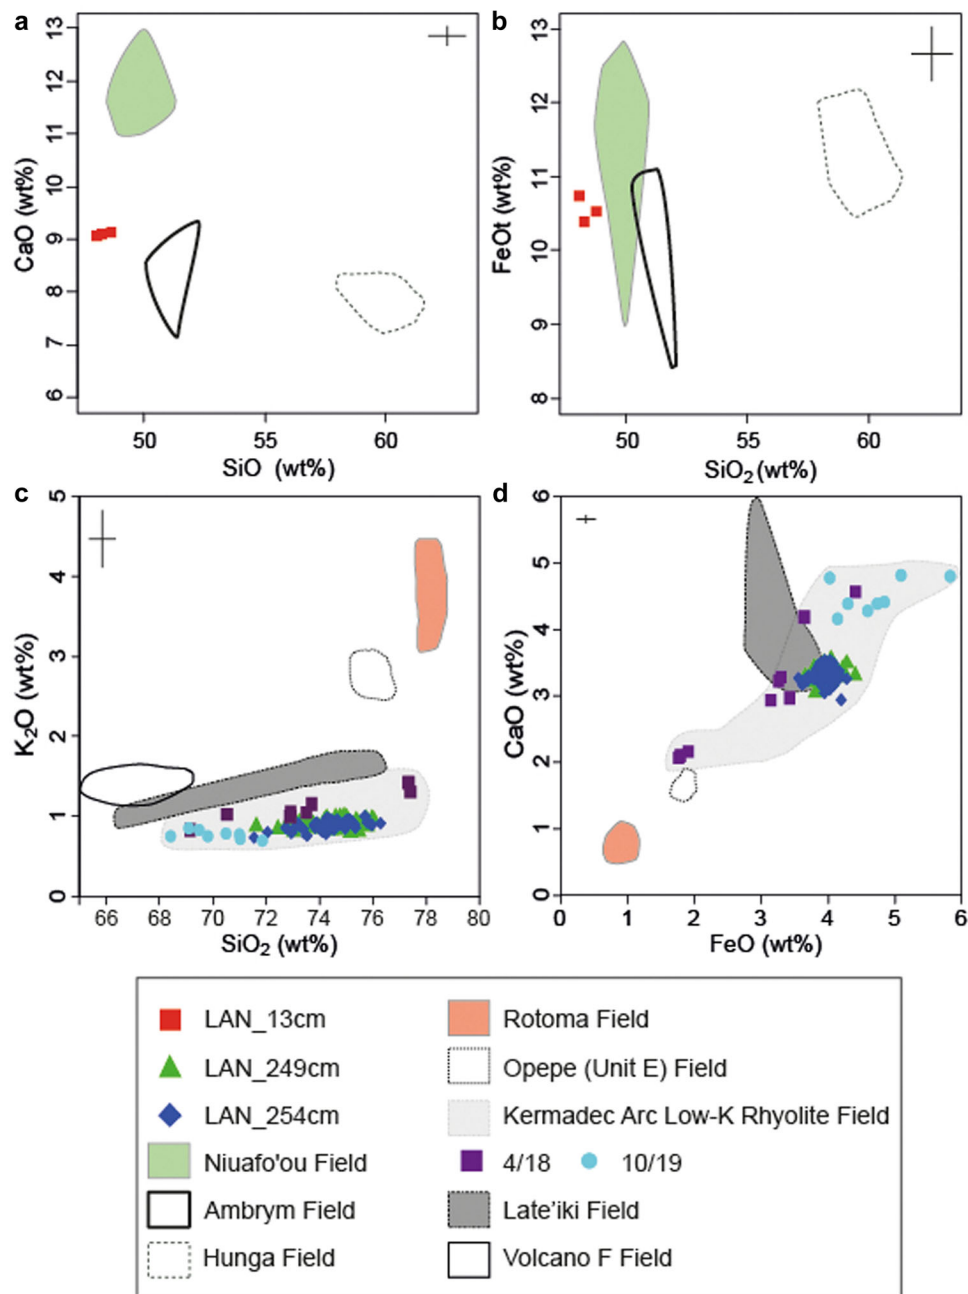 a
13
12
11
10
9
8
7
6
CaO (wt%)
50
55
60
SiO (wt%)
b
13
12
11
10
9
8
FeOt (wt%)
50
55
60
SiO₂ (wt%)
c
5
4
3
2
1
0
K₂O (wt%)
66
68
70
72
74
76
78
80
SiO₂ (wt%)
d
6
5
4
3
2
1
0
CaO (wt%)
0
1
2
3
4
5
6
FeO (wt%)
LAN_13cm
LAN_249cm
LAN_254cm
Niuafo'ou Field
Ambrym Field
Hunga Field
Rotoma Field
Opepe (Unit E) Field
Kermadec Arc Low-K Rhyolite Field
4/18 10/19
Late'iki Field
Volcano F Field